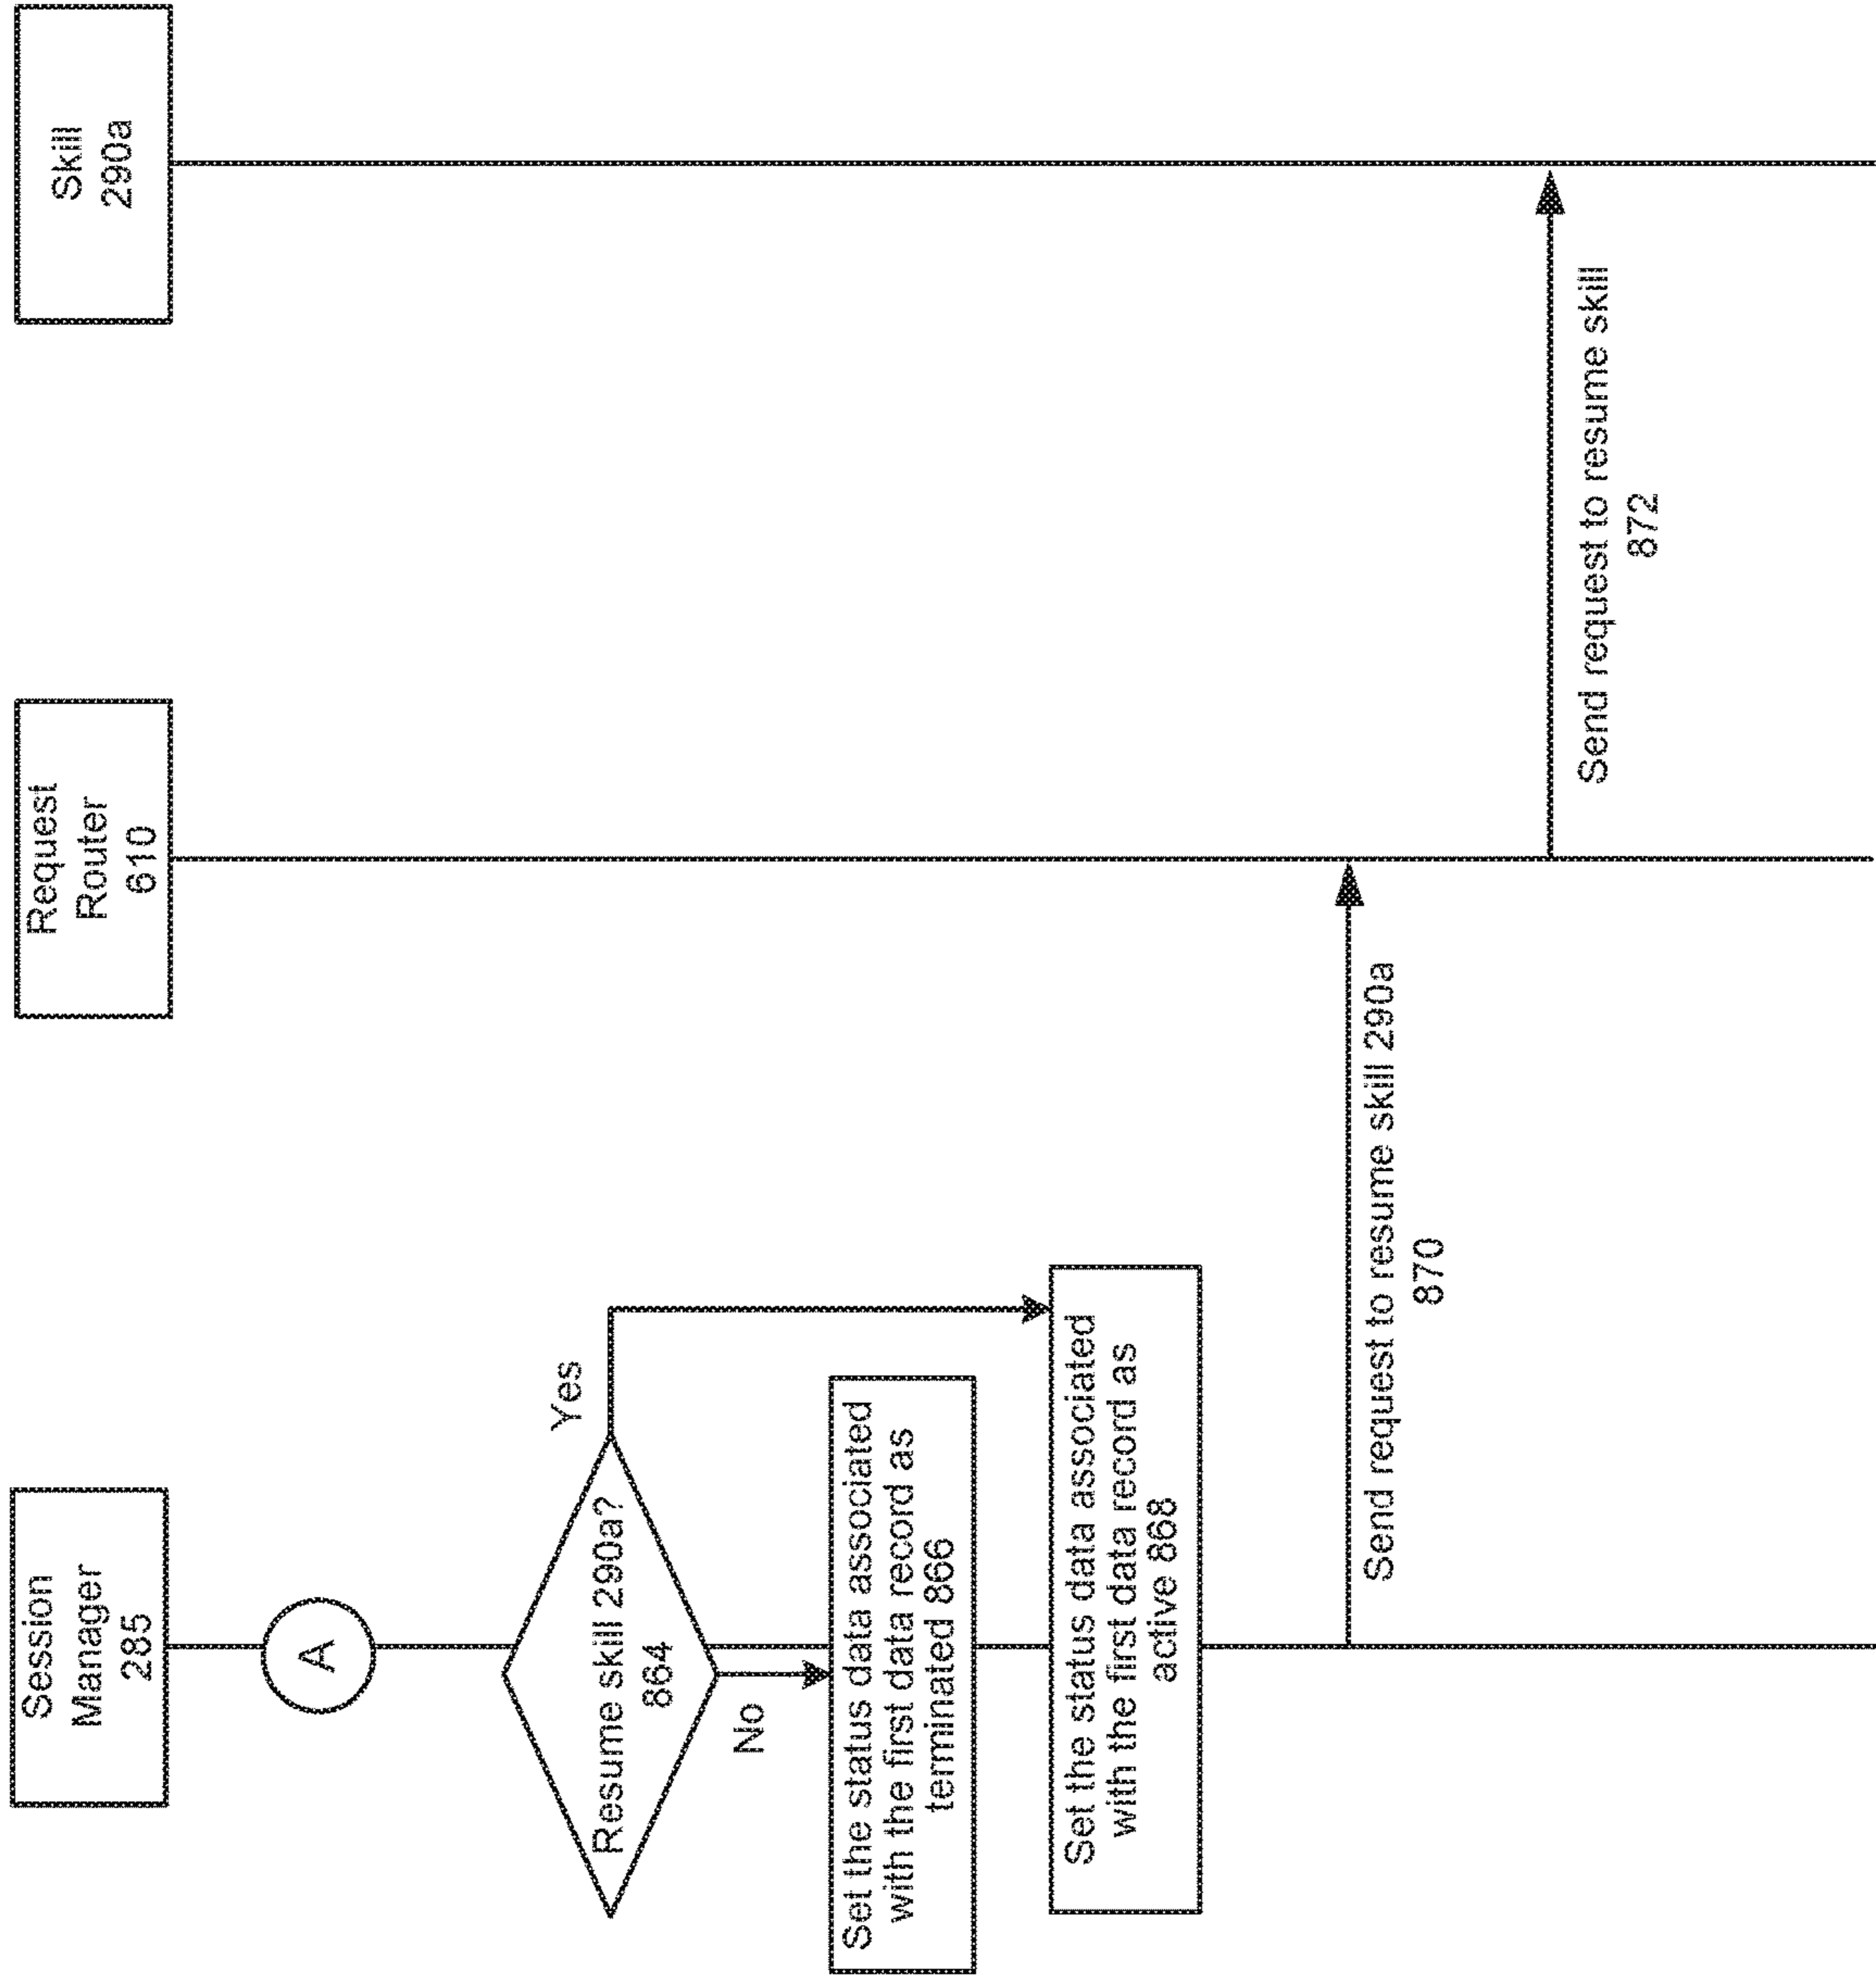 Session
Manager
285
Request
Router
610
Skill
290a
A
Resume skill 290a?
864
Yes
No
Set the status data associated
with the first data record as
terminated 866
Set the status data associated
with the first data record as
active 868
Send request to resume skill 290a
870
Send request to resume skill
872